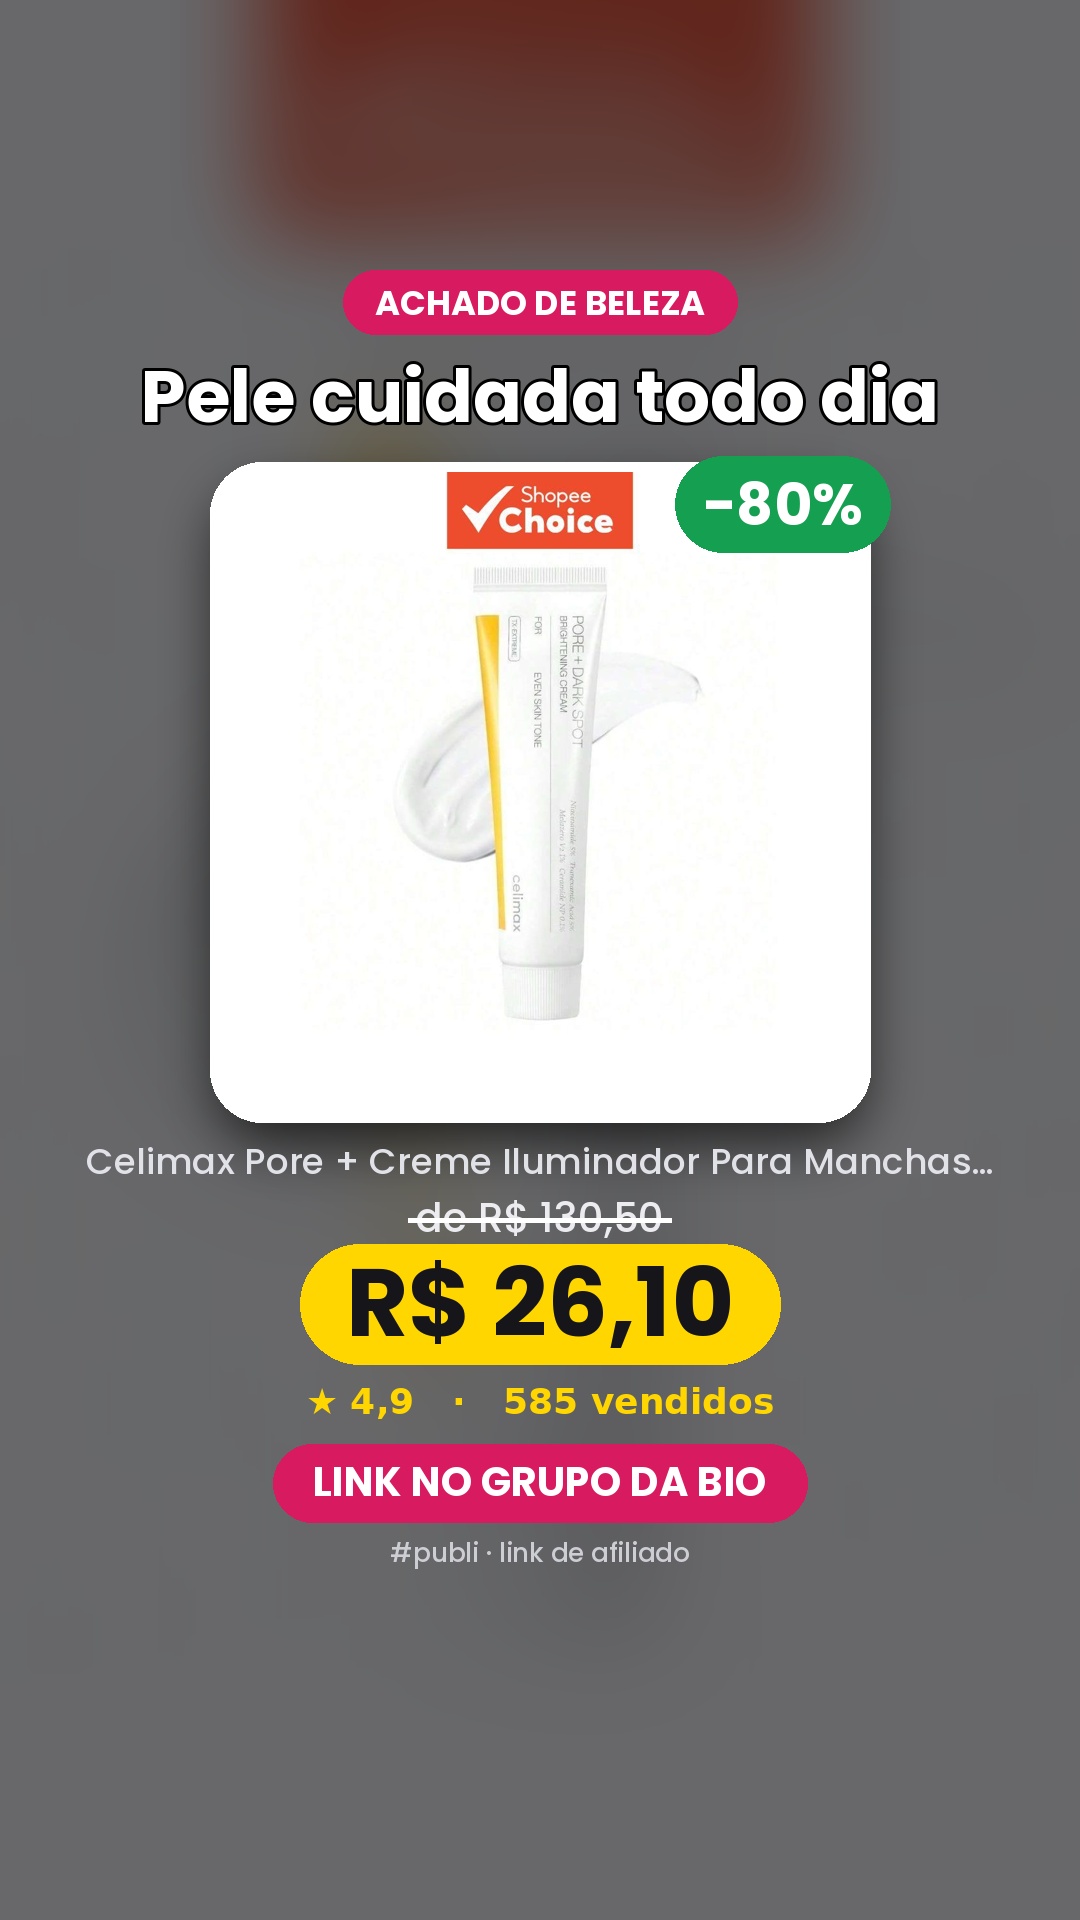 ACHADO DE BELEZA
Pele cuidada todo dia
-80%
Shopee
Choice
PORE + DARK SPOT
BRIGHTENING CREAM
FOR EVEN SKIN TONE
celimax
Celimax Pore + Creme Iluminador Para Manchas...
de R$ 130,50
R$ 26,10
★ 4,9 · 585 vendidos
LINK NO GRUPO DA BIO
#publi · link de afiliado